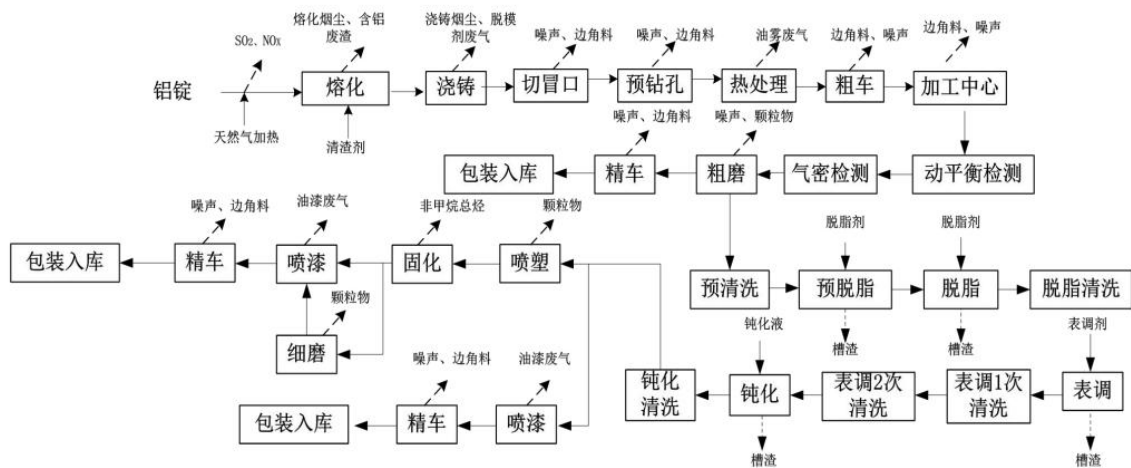 熔化烟尘、含铝
废渣
浇铸烟尘、脱模
剂废气
噪声、边角料
噪声、边角料
油雾废气
边角料、噪声
边角料、噪声
SO₂、NOx
铝锭
熔化
浇铸
切冒口
预钻孔
热处理
粗车
加工中心
天然气加热
清渣剂
噪声、边角料
噪声、颗粒物
包装入库
精车
粗磨
气密检测
动平衡检测
噪声、边角料
油漆废气
非甲烷总烃
颗粒物
脱脂剂
脱脂剂
包装入库
精车
喷漆
固化
喷塑
预清洗
预脱脂
脱脂
脱脂清洗
颗粒物
钝化液
槽渣
槽渣
表调剂
细磨
噪声、边角料
油漆废气
钝化
清洗
钝化
表调2次
清洗
表调1次
清洗
表调
包装入库
精车
喷漆
槽渣
槽渣